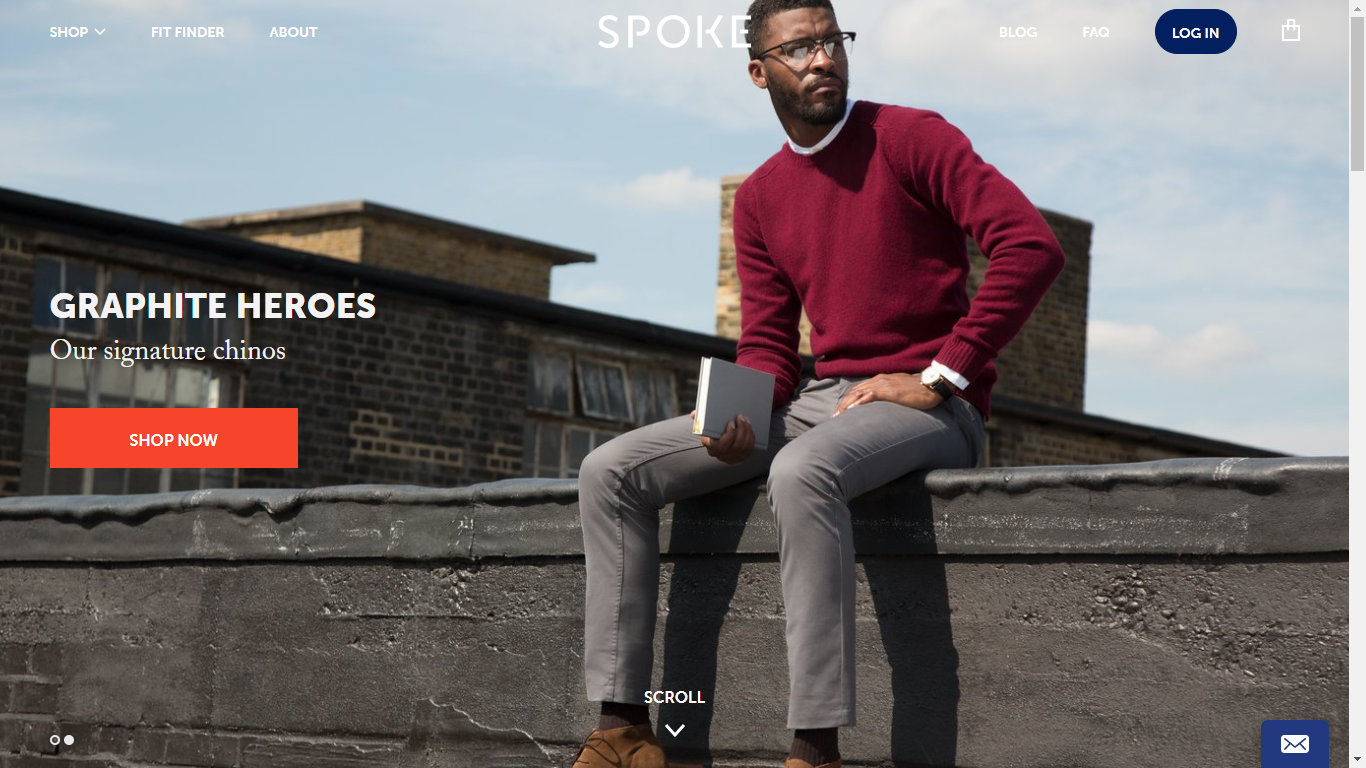 SHOP
FIT FINDER
ABOUT
SPOKE
BLOG
FAQ
LOG IN
GRAPHITE HEROES
Our signature chinos
SHOP NOW
SCROLL